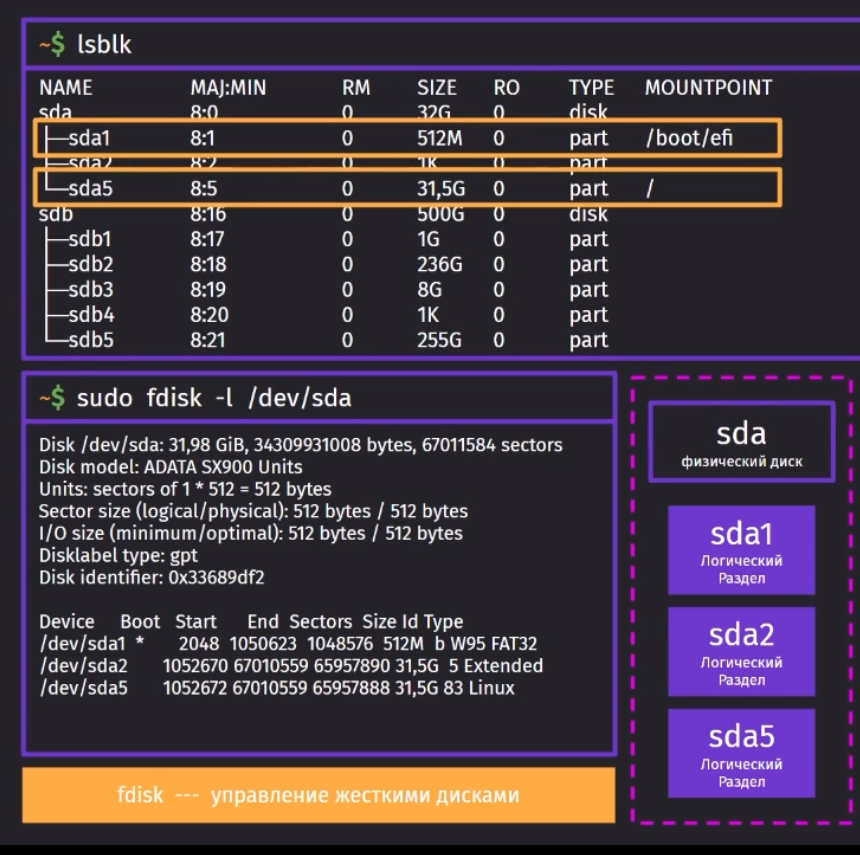 ~$ lsblk
NAME MAJ:MIN RM SIZE RO TYPE MOUNTPOINT
sda 8:0 0 32G 0 disk
├─sda1 8:1 0 512M 0 part /boot/efi
├─sda2 8:2 0 1K 0 part
└─sda5 8:5 0 31,5G 0 part /
sdb 8:16 0 500G 0 disk
├─sdb1 8:17 0 1G 0 part
├─sdb2 8:18 0 236G 0 part
├─sdb3 8:19 0 8G 0 part
├─sdb4 8:20 0 1K 0 part
└─sdb5 8:21 0 255G 0 part
~$ sudo fdisk -l /dev/sda
Disk /dev/sda: 31,98 GiB, 34309931008 bytes, 67011584 sectors
Disk model: ADATA SX900 Units
Units: sectors of 1 * 512 = 512 bytes
Sector size (logical/physical): 512 bytes / 512 bytes
I/O size (minimum/optimal): 512 bytes / 512 bytes
Disklabel type: gpt
Disk identifier: 0x33689df2
Device Boot Start End Sectors Size Id Type
/dev/sda1 * 2048 1050623 1048576 512M b W95 FAT32
/dev/sda2 1052670 67010559 65957890 31,5G 5 Extended
/dev/sda5 1052672 67010559 65957888 31,5G 83 Linux
fdisk --- управление жесткими дисками
sda
физический диск
sda1
Логический
Раздел
sda2
Логический
Раздел
sda5
Логический
Раздел